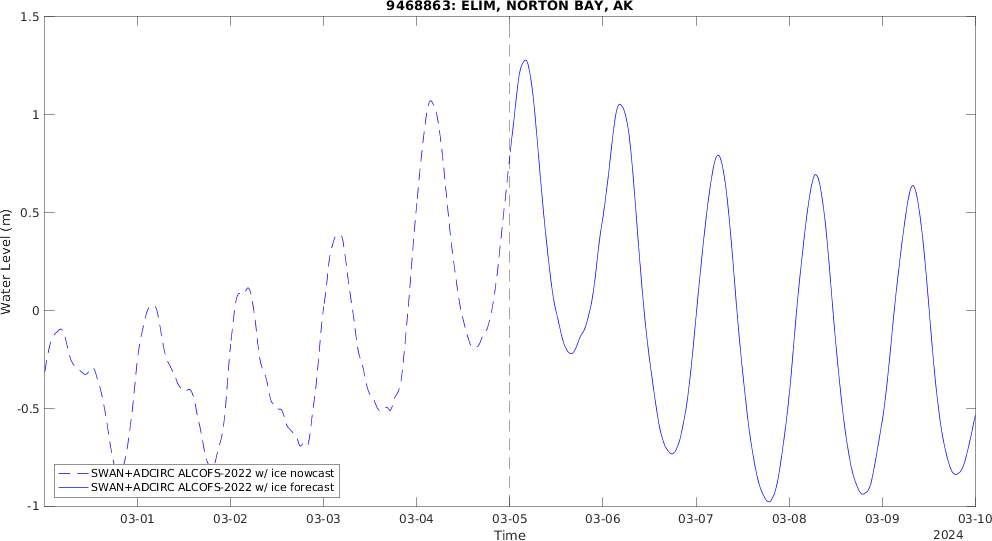 9468863: ELIM, NORTON BAY, AK
Water Level (m)
1.5
1
0.5
0
-0.5
-1
SWAN+ADCIRC ALCOFS-2022 w/ ice nowcast
SWAN+ADCIRC ALCOFS-2022 w/ ice forecast
03-01 03-02 03-03 03-04 03-05 03-06 03-07 03-08 03-09 03-10
Time
2024